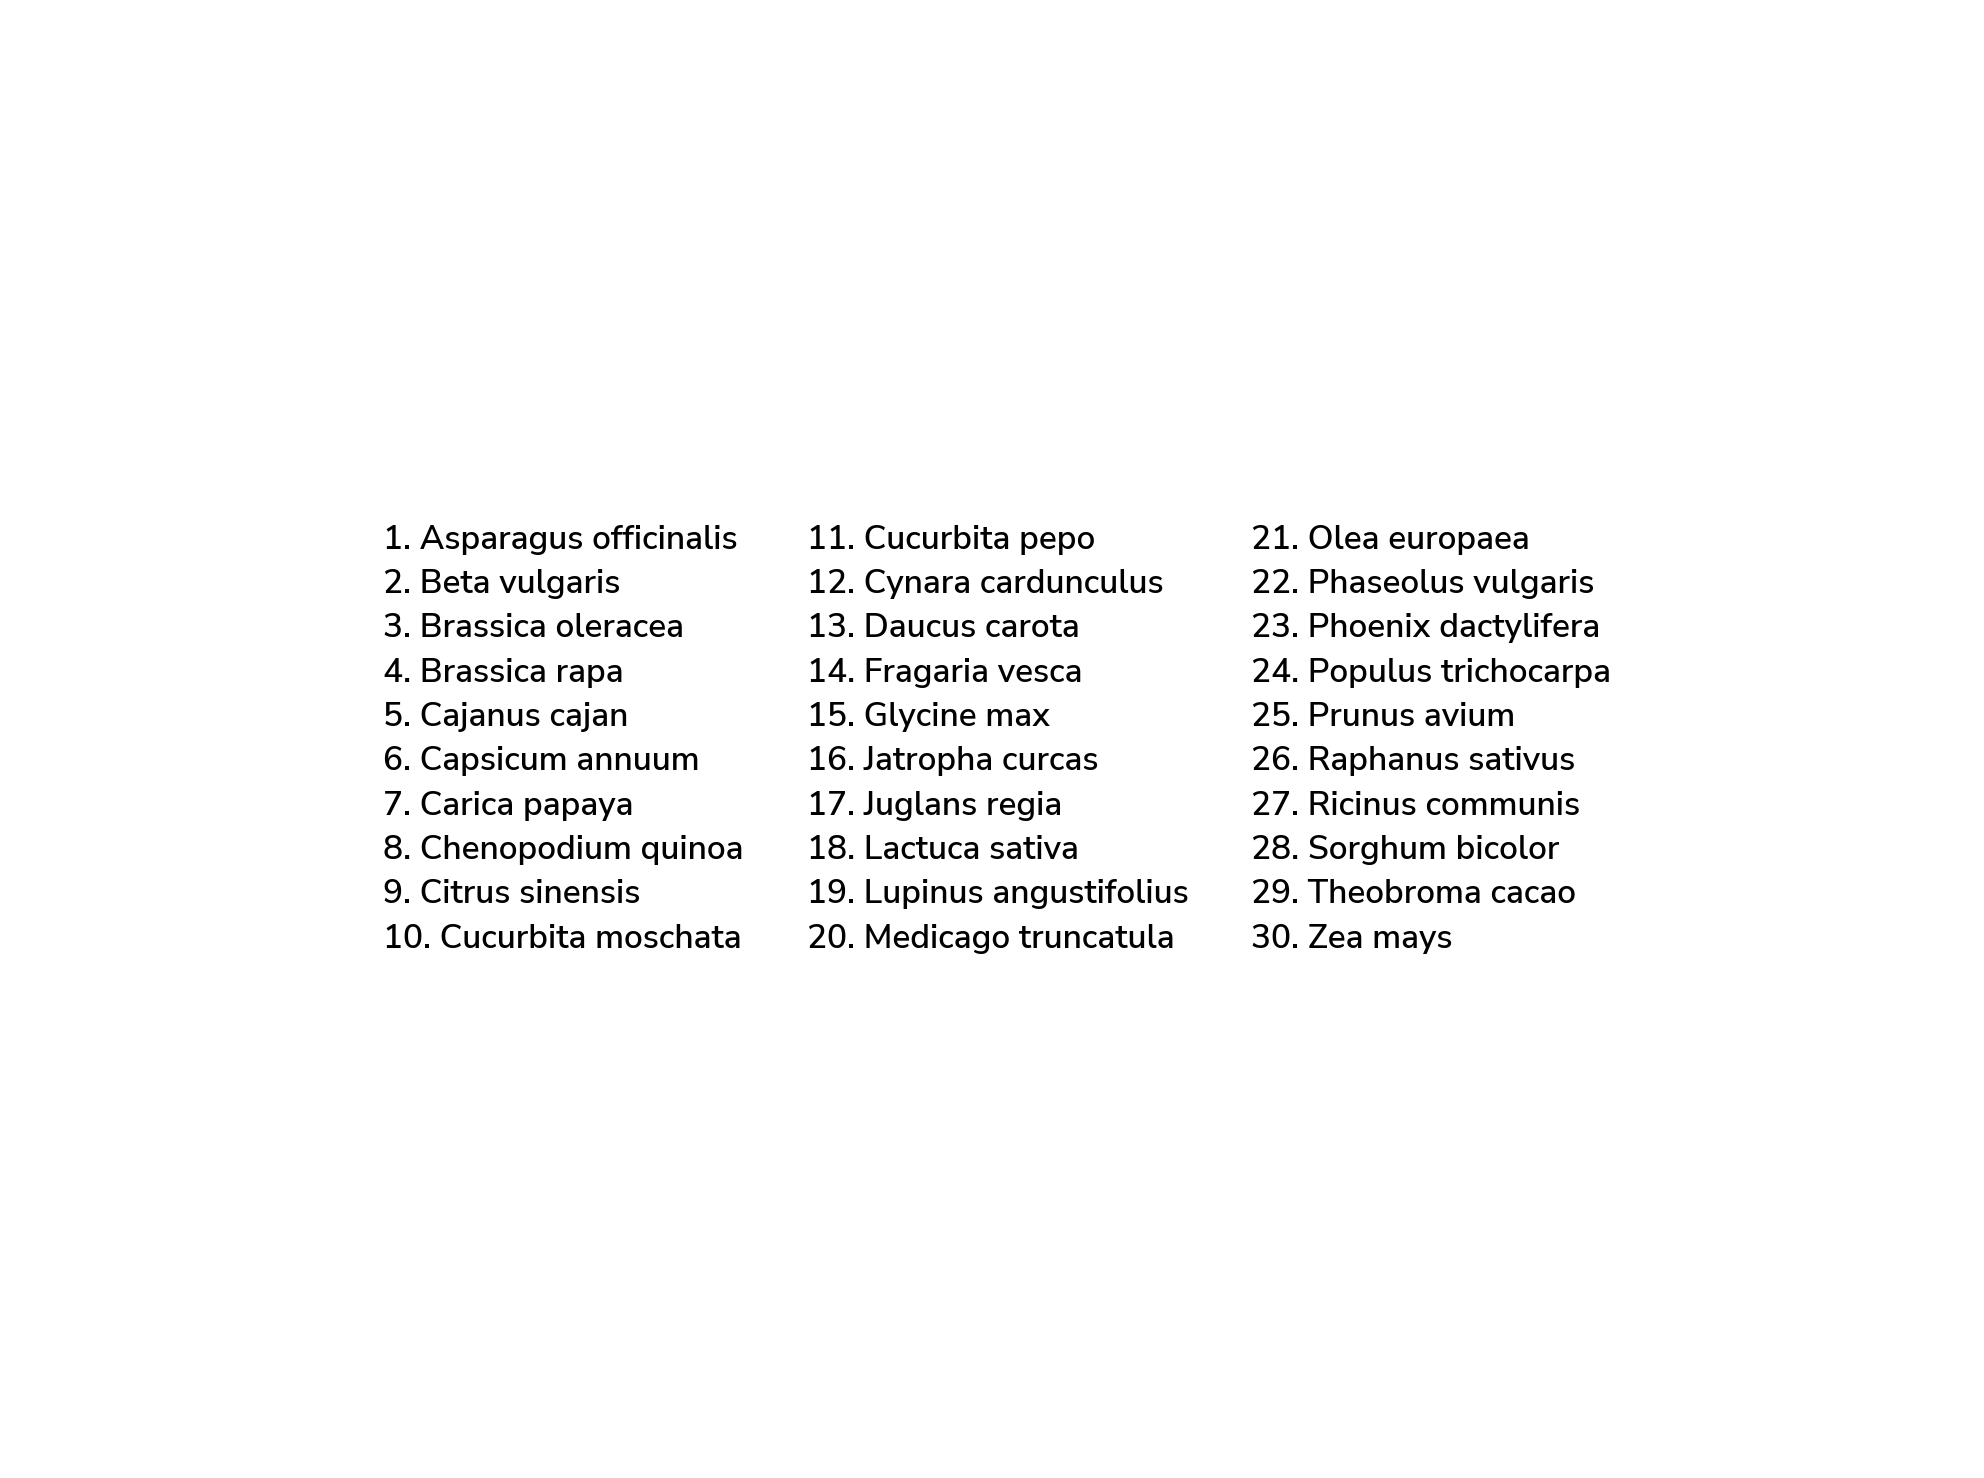 1. Asparagus officinalis
2. Beta vulgaris
3. Brassica oleracea
4. Brassica rapa
5. Cajanus cajan
6. Capsicum annuum
7. Carica papaya
8. Chenopodium quinoa
9. Citrus sinensis
10. Cucurbita moschata
11. Cucurbita pepo
12. Cynara cardunculus
13. Daucus carota
14. Fragaria vesca
15. Glycine max
16. Jatropha curcas
17. Juglans regia
18. Lactuca sativa
19. Lupinus angustifolius
20. Medicago truncatula
21. Olea europaea
22. Phaseolus vulgaris
23. Phoenix dactylifera
24. Populus trichocarpa
25. Prunus avium
26. Raphanus sativus
27. Ricinus communis
28. Sorghum bicolor
29. Theobroma cacao
30. Zea mays